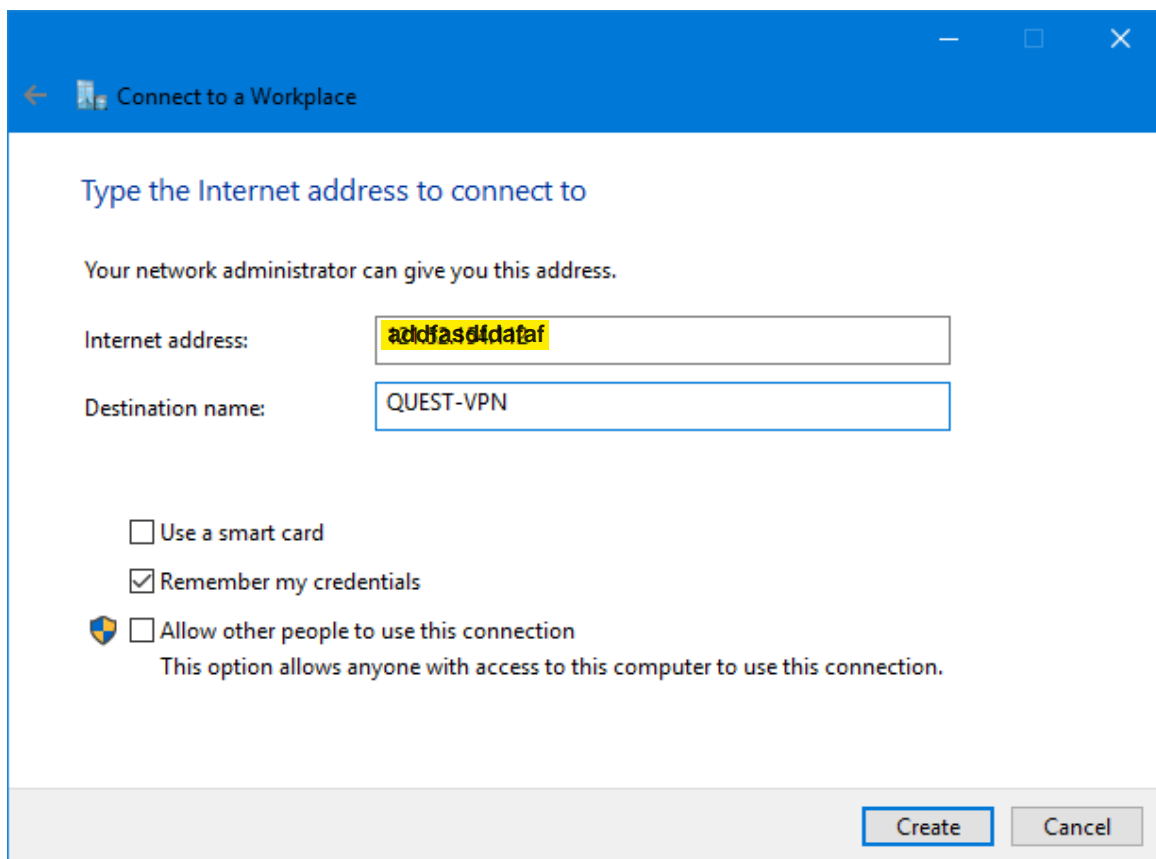 Connect to a Workplace
Type the Internet address to connect to
Your network administrator can give you this address.
Internet address: addfasdfdafaf
Destination name: QUEST-VPN
Use a smart card
Remember my credentials
Allow other people to use this connection
This option allows anyone with access to this computer to use this connection.
Create Cancel